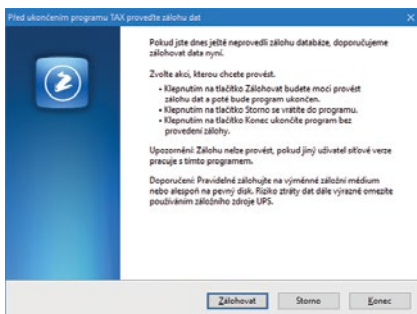 Před ukončením programu TAX proveďte zálohu dat
Pokud jste dnes ještě neprovedli zálohu databáze, doporučujeme
zálohovat data nyní.
Zvolte akci, kterou chcete provést.
• Klepnutím na tlačítko Zálohovat budete moci provést
zálohu dat a poté bude program ukončen.
• Klepnutím na tlačítko Storno se vrátíte do programu.
• Klepnutím na tlačítko Konec ukončíte program bez
provedení zálohy.
Upozornění: Zálohu nelze provést, pokud jiný uživatel síťové verze
pracuje s tímto programem.
Doporučení: Pravidelně zálohujte na výměnné záložní médium
nebo alespoň na pevný disk. Riziko ztráty dat dále výrazně omezíte
používáním záložního zdroje UPS.
Zálohovat
Storno
Konec